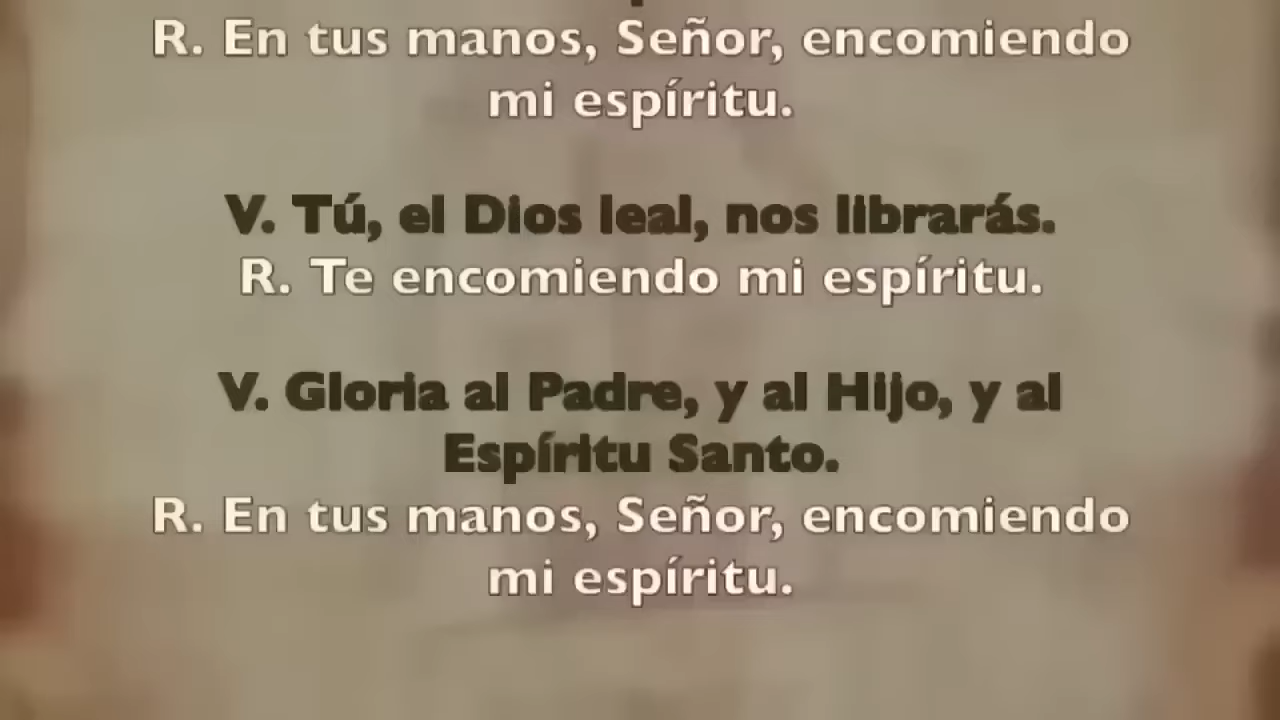 R. En tus manos, Señor, encomiendo
mi espíritu.
V. Tú, el Dios leal, nos librarás.
R. Te encomiendo mi espíritu.
V. Gloria al Padre, y al Hijo, y al
Espíritu Santo.
R. En tus manos, Señor, encomiendo
mi espíritu.